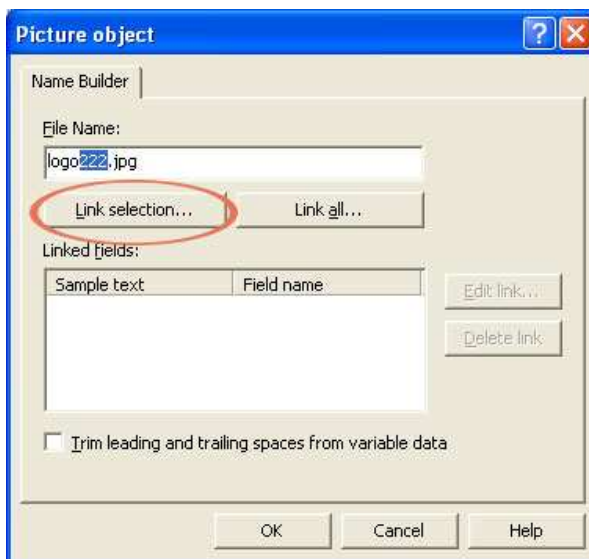 Picture object
Name Builder
File Name:
logo222.jpg
Link selection... Link all...
Linked fields:
Sample text Field name
Edit link...
Delete link
Trim leading and trailing spaces from variable data
OK Cancel Help